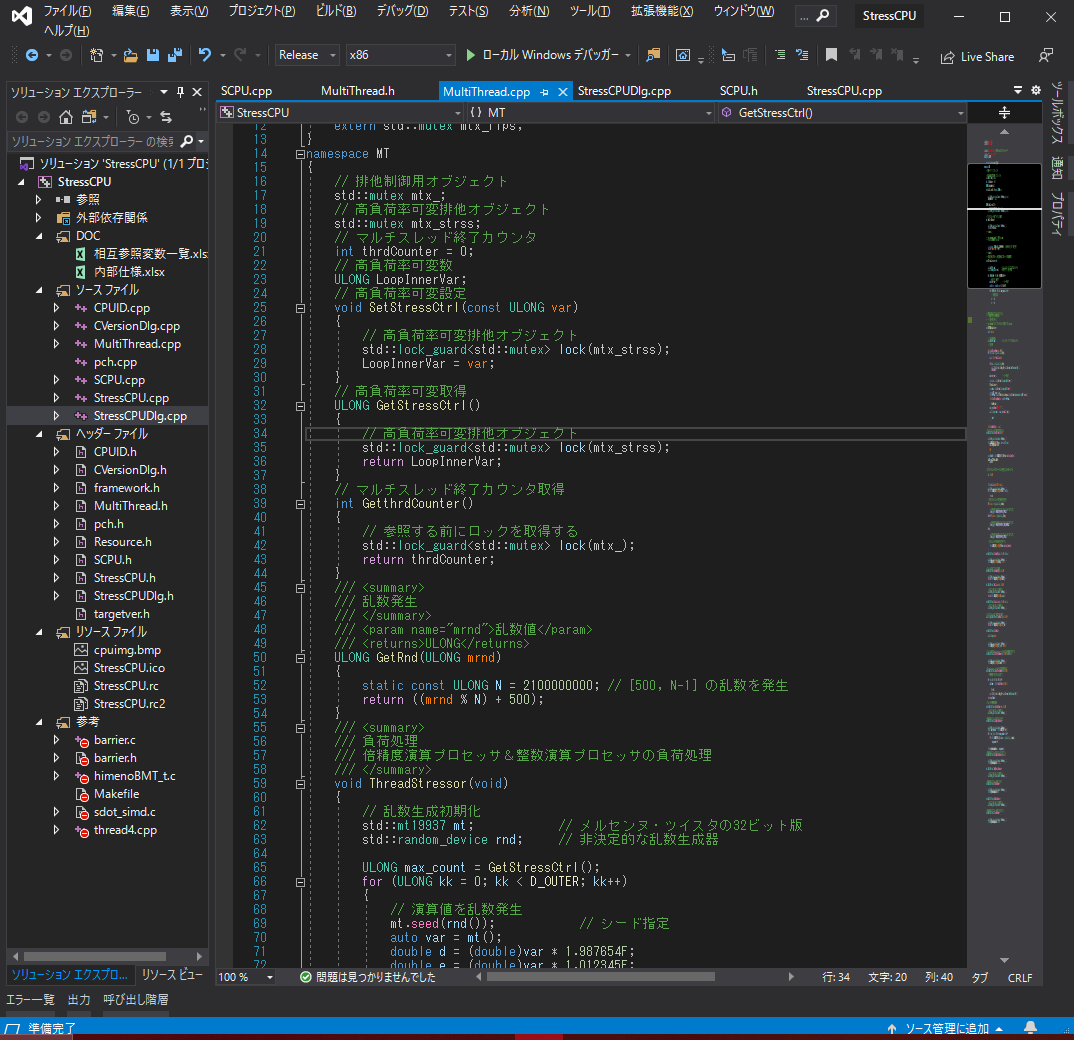 ファイル(F) 編集(E) 表示(V) プロジェクト(P) ビルド(B) デバッグ(D) テスト(S) 分析(N) ツール(T) 拡張機能(X) ウィンドウ(W) ... StressCPU
ヘルプ(H)
Release x86 ローカル Windows デバッガー Live Share
ソリューション エクスプローラー
ソリューション エクスプローラー の検索
ソリューション 'StressCPU' (1/1 プロ
StressCPU
参照
外部依存関係
DOC
相互参照変数一覧.xls
内部仕様.xlsx
ソース ファイル
CPUID.cpp
CVersionDlg.cpp
MultiThread.cpp
pch.cpp
SCPU.cpp
StressCPU.cpp
StressCPUDlg.cpp
ヘッダー ファイル
CPUID.h
CVersionDlg.h
framework.h
MultiThread.h
pch.h
Resource.h
SCPU.h
StressCPU.h
StressCPUDlg.h
targetver.h
リソース ファイル
cpuimg.bmp
StressCPU.ico
StressCPU.rc
StressCPU.rc2
参考
barrier.c
barrier.h
himenoBMT_t.c
Makefile
sdot_simd.c
thread4.cpp
ソリューション エクスプロ... リソース ビュー
SCPU.cpp MultiThread.h MultiThread.cpp StressCPUDlg.cpp SCPU.h StressCPU.cpp
StressCPU { } MT GetStressCtrl()
12 extern std::mutex mtx_fips;
13 }
14 namespace MT
15 {
16 // 排他制御用オブジェクト
17 std::mutex mtx_;
18 // 高負荷率可変排他オブジェクト
19 std::mutex mtx_strss;
20 // マルチスレッド終了カウンタ
21 int thrdCounter = 0;
22 // 高負荷率可変数
23 ULONG LoopInnerVar;
24 // 高負荷率可変設定
25 void SetStressCtrl(const ULONG var)
26 {
27 // 高負荷率可変排他オブジェクト
28 std::lock_guard<std::mutex> lock(mtx_strss);
29 LoopInnerVar = var;
30 }
31 // 高負荷率可変取得
32 ULONG GetStressCtrl()
33 {
34 // 高負荷率可変排他オブジェクト
35 std::lock_guard<std::mutex> lock(mtx_strss);
36 return LoopInnerVar;
37 }
38 // マルチスレッド終了カウンタ取得
39 int GetthrdCounter()
40 {
41 // 参照する前にロックを取得する
42 std::lock_guard<std::mutex> lock(mtx_);
43 return thrdCounter;
44 }
45 /// <summary>
46 /// 乱数発生
47 /// </summary>
48 /// <param name="mrnd">乱数値</param>
49 /// <returns>ULONG</returns>
50 ULONG GetRnd(ULONG mrnd)
51 {
52 static const ULONG N = 2100000000; // [500, N-1] の乱数を発生
53 return ((mrnd % N) + 500);
54 }
55 /// <summary>
56 /// 負荷処理
57 /// 倍精度演算プロセッサ＆整数演算プロセッサの負荷処理
58 /// </summary>
59 void ThreadStressor(void)
60 {
61 // 乱数生成初期化
62 std::mt19937 mt; // メルセンヌ・ツイスタの32ビット版
63 std::random_device rnd; // 非決定的な乱数生成器
64
65 ULONG max_count = GetStressCtrl();
66 for (ULONG kk = 0; kk < D_OUTER; kk++)
67 {
68 // 演算値を乱数発生
69 mt.seed(rnd()); // シード指定
70 auto var = mt();
71 double d = (double)var * 1.987654F;
72 double e = (double)var * 1.012345F;
100 % 問題は見つかりませんでした 行: 34 文字: 20 列: 40 タブ CRLF
ツールボックス
通知
プロパティ
エラー一覧 出力 呼び出し階層
準備完了 ソース管理に追加